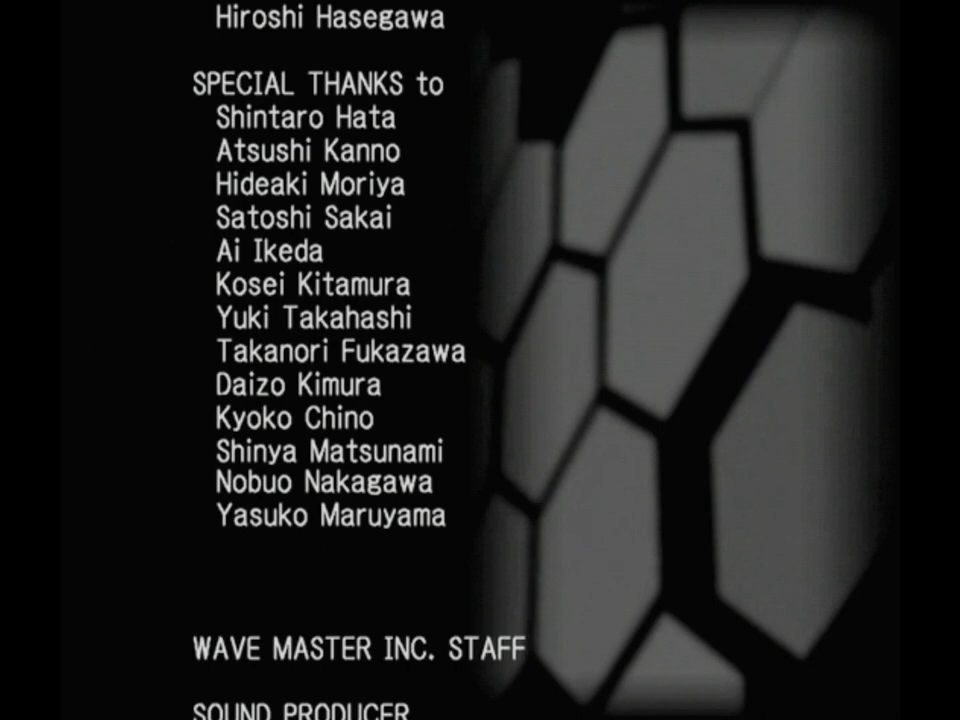 Hiroshi Hasegawa
SPECIAL THANKS to
Shintaro Hata
Atsushi Kanno
Hideaki Moriya
Satoshi Sakai
Ai Ikeda
Kosei Kitamura
Yuki Takahashi
Takanori Fukazawa
Daizo Kimura
Kyoko Chino
Shinya Matsunami
Nobuo Nakagawa
Yasuko Maruyama
WAVE MASTER INC. STAFF
SOUND PRODUCER